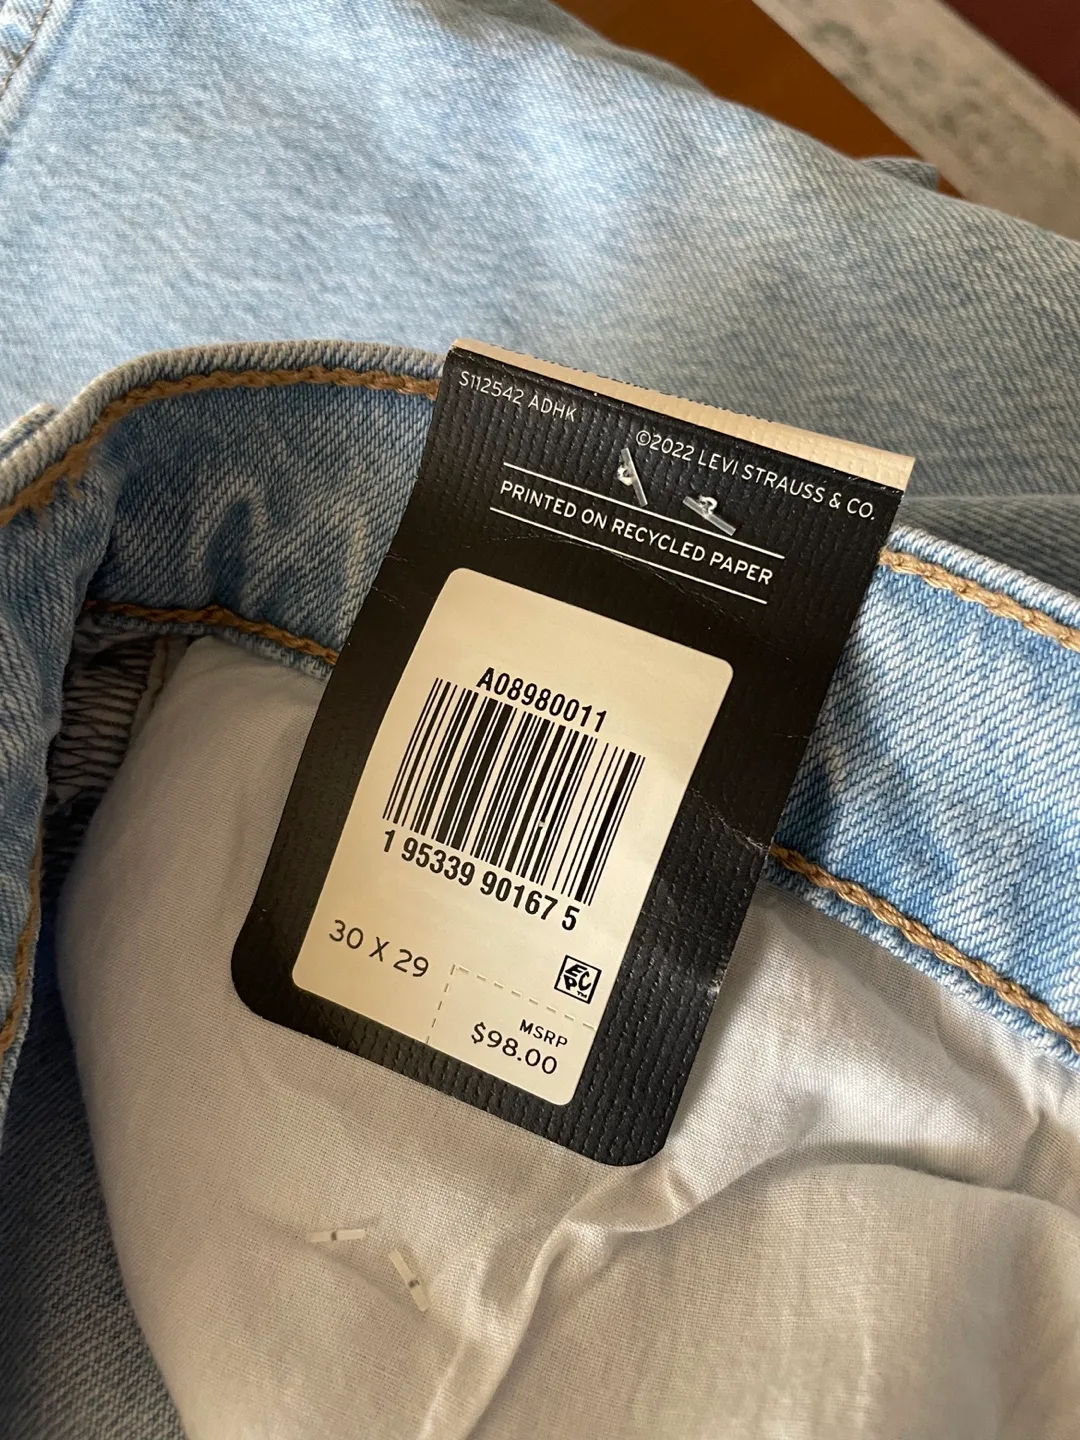 S112542 ADHK
©2022 LEVI STRAUSS & CO.
PRINTED ON RECYCLED PAPER
A08980011
1 95339 90167 5
30 X 29
EPC™
MSRP
$98.00